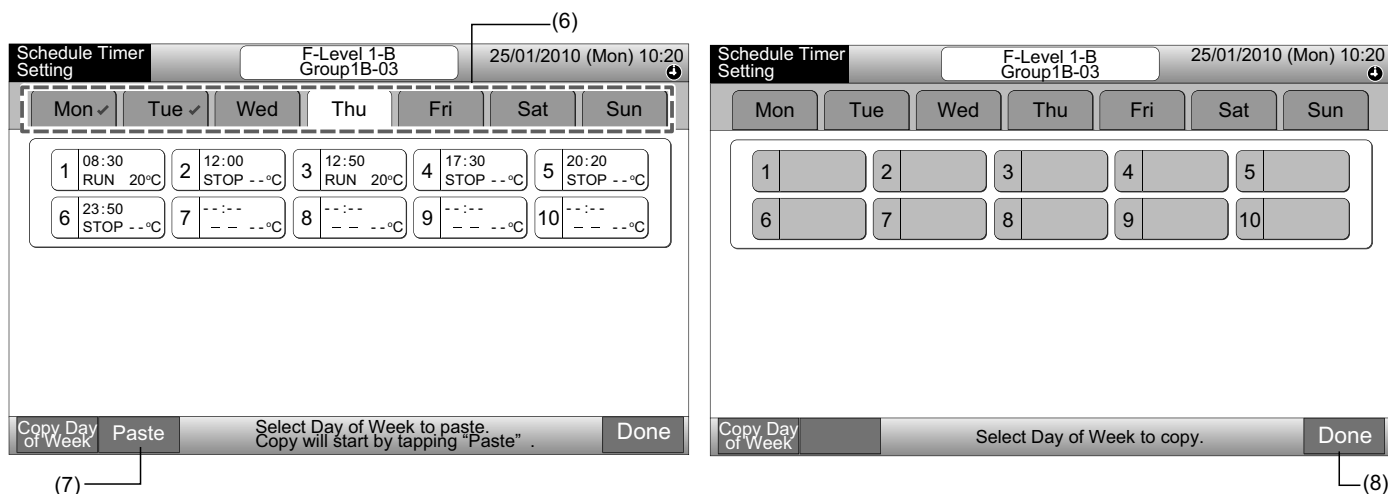 (6)
Schedule Timer
Setting
F-Level 1-B
Group1B-03
25/01/2010 (Mon) 10:20
Mon✓ Tue✓ Wed Thu Fri Sat Sun
1 08:30 RUN 20°C
2 12:00 STOP --°C
3 12:50 RUN 20°C
4 17:30 STOP --°C
5 20:20 STOP --°C
6 23:50 STOP --°C
7 --:-- -- --°C
8 --:-- -- --°C
9 --:-- -- --°C
10 --:-- -- --°C
Copy Day
of Week
Paste
Select Day of Week to paste.
Copy will start by tapping “Paste” .
Done
(7)
Schedule Timer
Setting
F-Level 1-B
Group1B-03
25/01/2010 (Mon) 10:20
Mon Tue Wed Thu Fri Sat Sun
1 2 3 4 5
6 7 8 9 10
Copy Day
of Week
Select Day of Week to copy.
Done
(8)